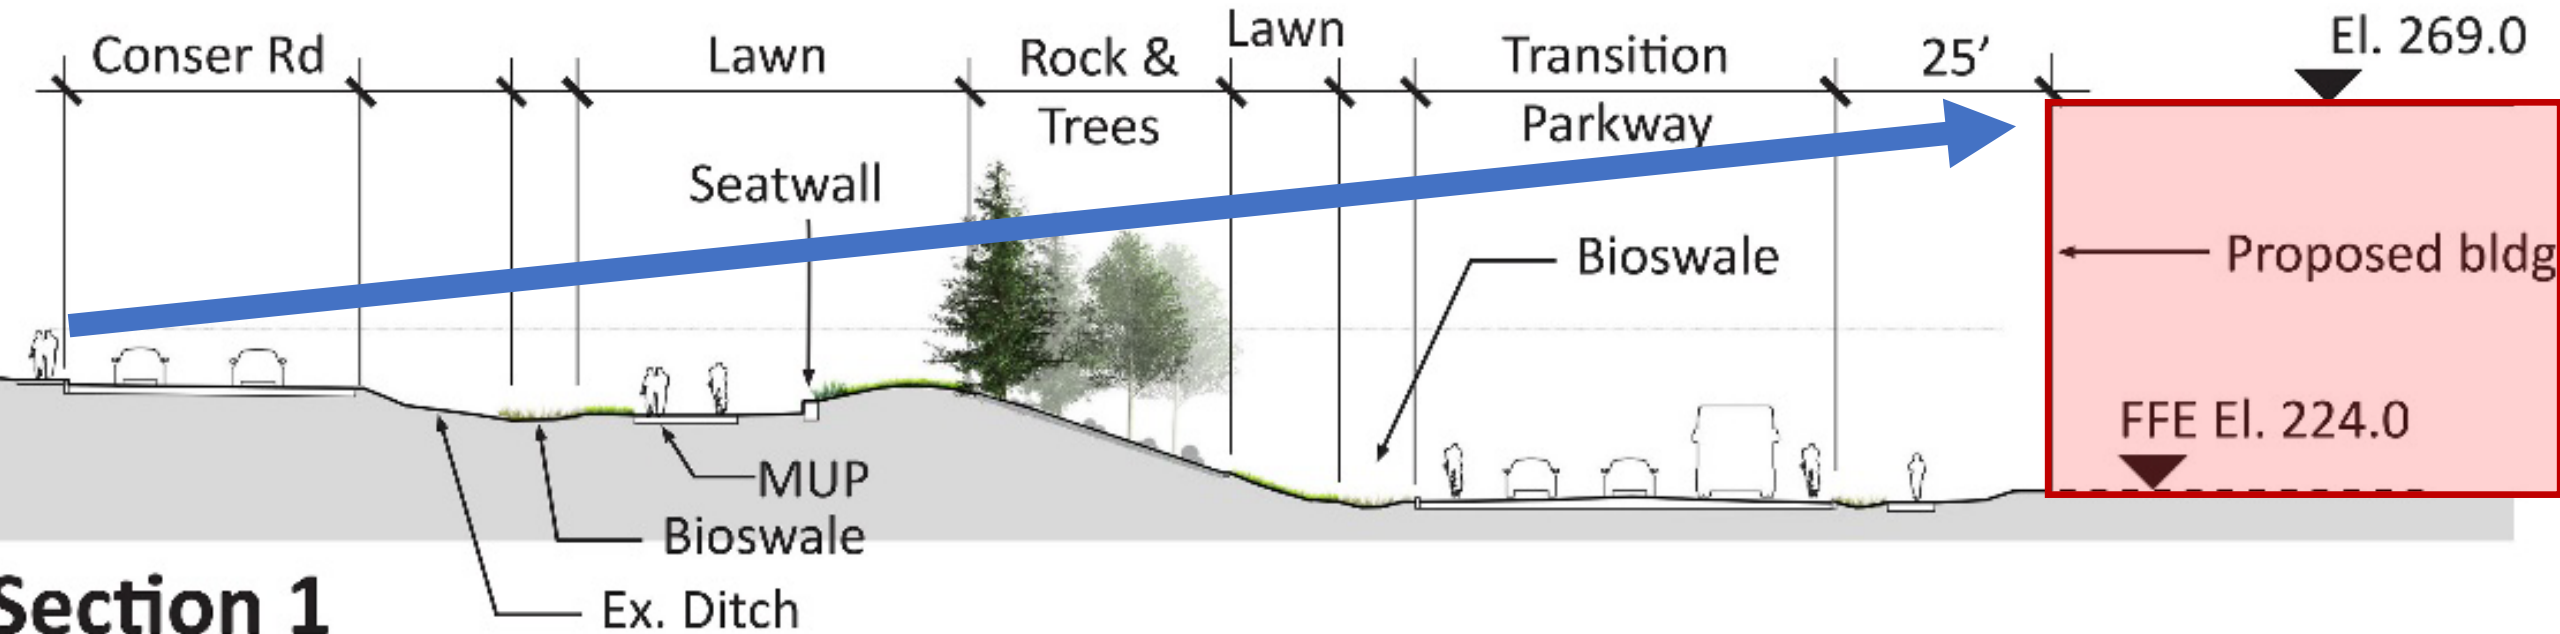 Conser Rd
Lawn
Rock &
Trees
Lawn
Transition
Parkway
25’
El. 269.0
Seatwall
Bioswale
Proposed bldg
FFE El. 224.0
MUP
Bioswale
Ex. Ditch
Section 1